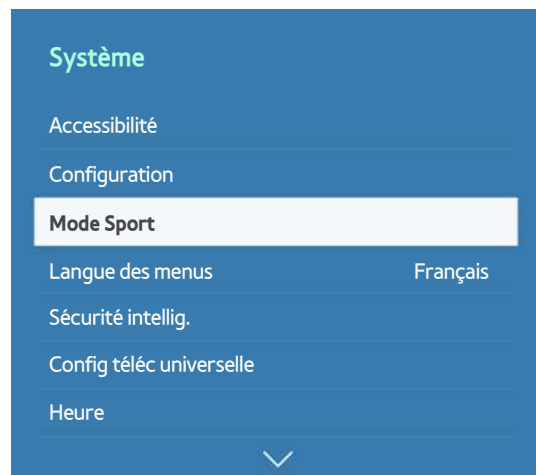 Système
Accessibilité
Configuration
Mode Sport
Langue des menus Français
Sécurité intellig.
Config téléc universelle
Heure